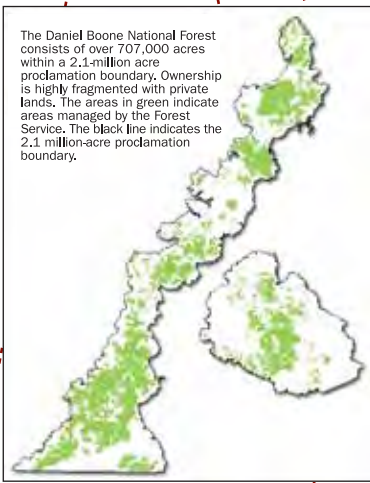 The Daniel Boone National Forest
consists of over 707,000 acres
within a 2.1-million acre
proclamation boundary. Ownership
is highly fragmented with private
lands. The areas in green indicate
areas managed by the Forest
Service. The black line indicates the
2.1 million-acre proclamation
boundary.